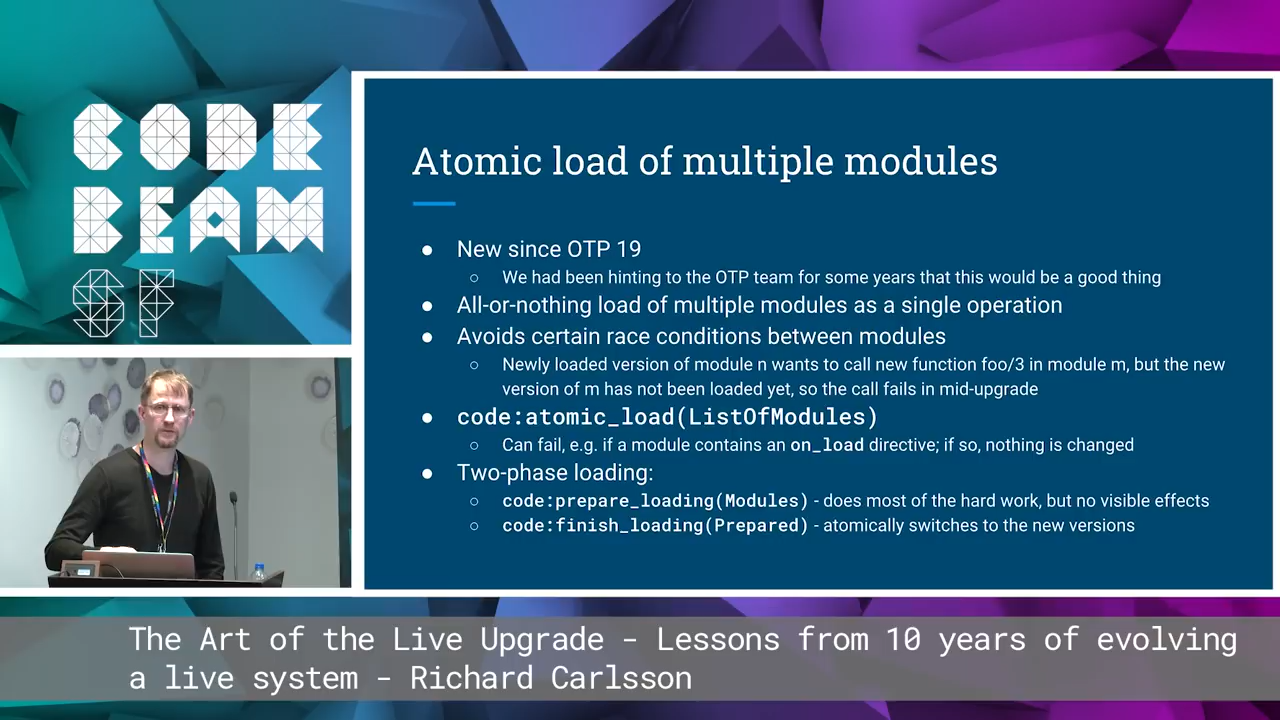 CODE
BEAM
SF
Atomic load of multiple modules
● New since OTP 19
○ We had been hinting to the OTP team for some years that this would be a good thing
● All-or-nothing load of multiple modules as a single operation
● Avoids certain race conditions between modules
○ Newly loaded version of module n wants to call new function foo/3 in module m, but the new
version of m has not been loaded yet, so the call fails in mid-upgrade
● code:atomic_load(ListOfModules)
○ Can fail, e.g. if a module contains an on_load directive; if so, nothing is changed
● Two-phase loading:
○ code:prepare_loading(Modules) - does most of the hard work, but no visible effects
○ code:finish_loading(Prepared) - atomically switches to the new versions
The Art of the Live Upgrade - Lessons from 10 years of evolving
a live system - Richard Carlsson